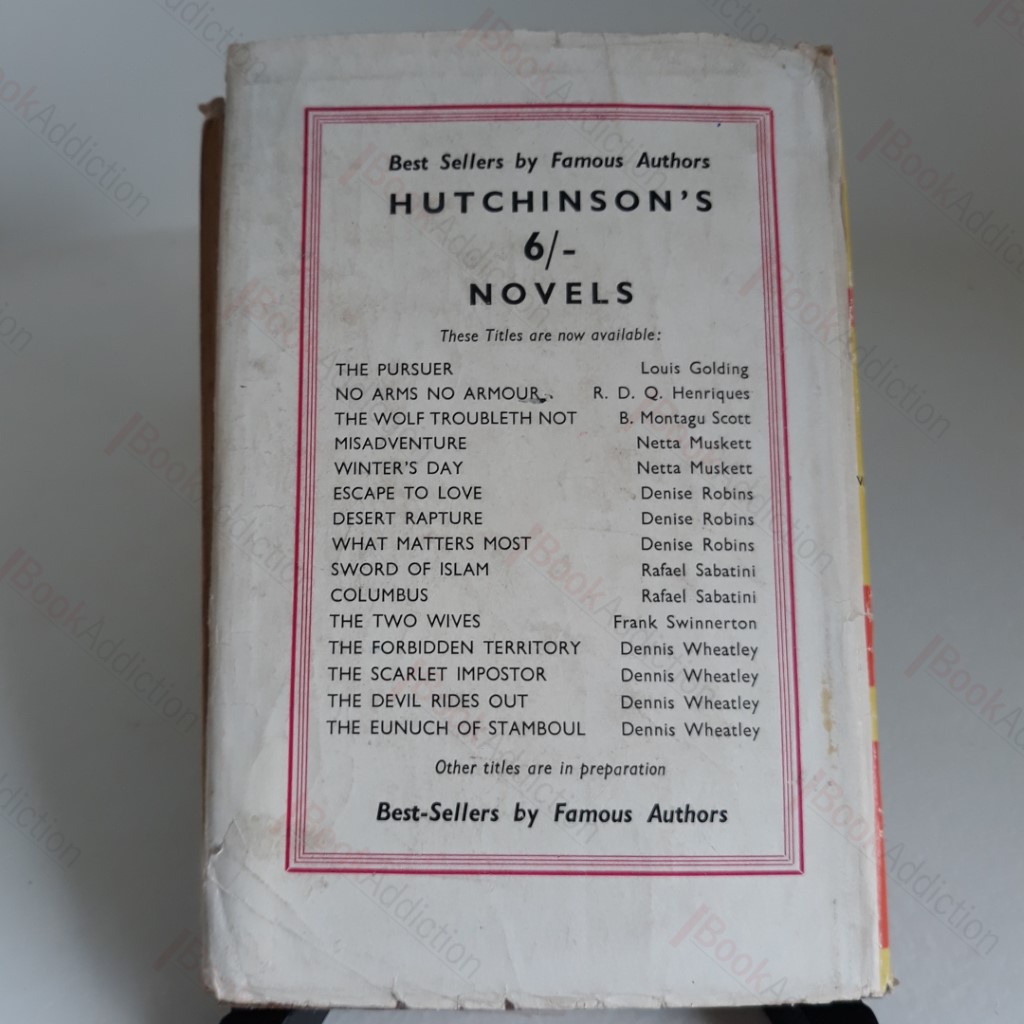 Best Sellers by Famous Authors
HUTCHINSON'S
6/-
NOVELS
These Titles are now available:
THE PURSUER Louis Golding
NO ARMS NO ARMOUR R. D. Q. Henriques
THE WOLF TROUBLETH NOT B. Montagu Scott
MISADVENTURE Netta Muskett
WINTER'S DAY Netta Muskett
ESCAPE TO LOVE Denise Robins
DESERT RAPTURE Denise Robins
WHAT MATTERS MOST Denise Robins
SWORD OF ISLAM Rafael Sabatini
COLUMBUS Rafael Sabatini
THE TWO WIVES Frank Swinnerton
THE FORBIDDEN TERRITORY Dennis Wheatley
THE SCARLET IMPOSTOR Dennis Wheatley
THE DEVIL RIDES OUT Dennis Wheatley
THE EUNUCH OF STAMBOUL Dennis Wheatley
Other titles are in preparation
Best-Sellers by Famous Authors
BookAddiction